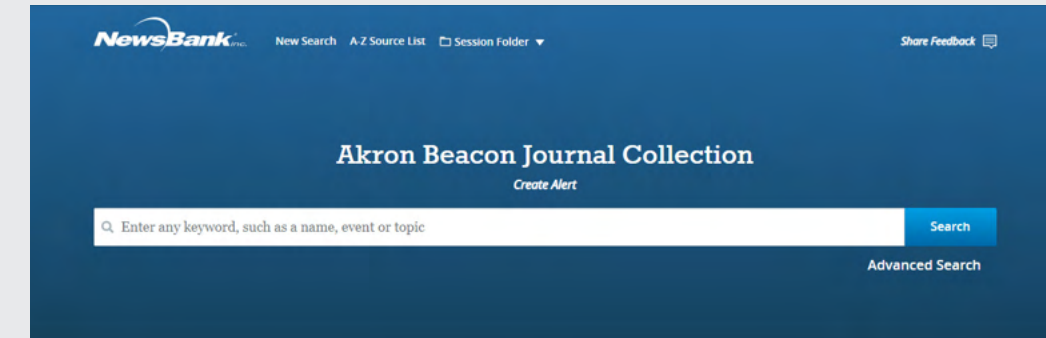 NewsBank inc. New Search A-Z Source List Session Folder Share Feedback
Akron Beacon Journal Collection
Create Alert
Enter any keyword, such as a name, event or topic Search
Advanced Search